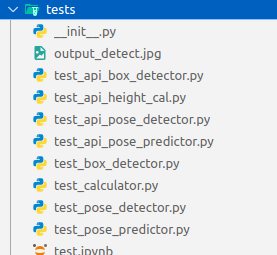 tests
__init__.py
output_detect.jpg
test_api_box_detector.py
test_api_height_cal.py
test_api_pose_detector.py
test_api_pose_predictor.py
test_box_detector.py
test_calculator.py
test_pose_detector.py
test_pose_predictor.py
test.ipynb